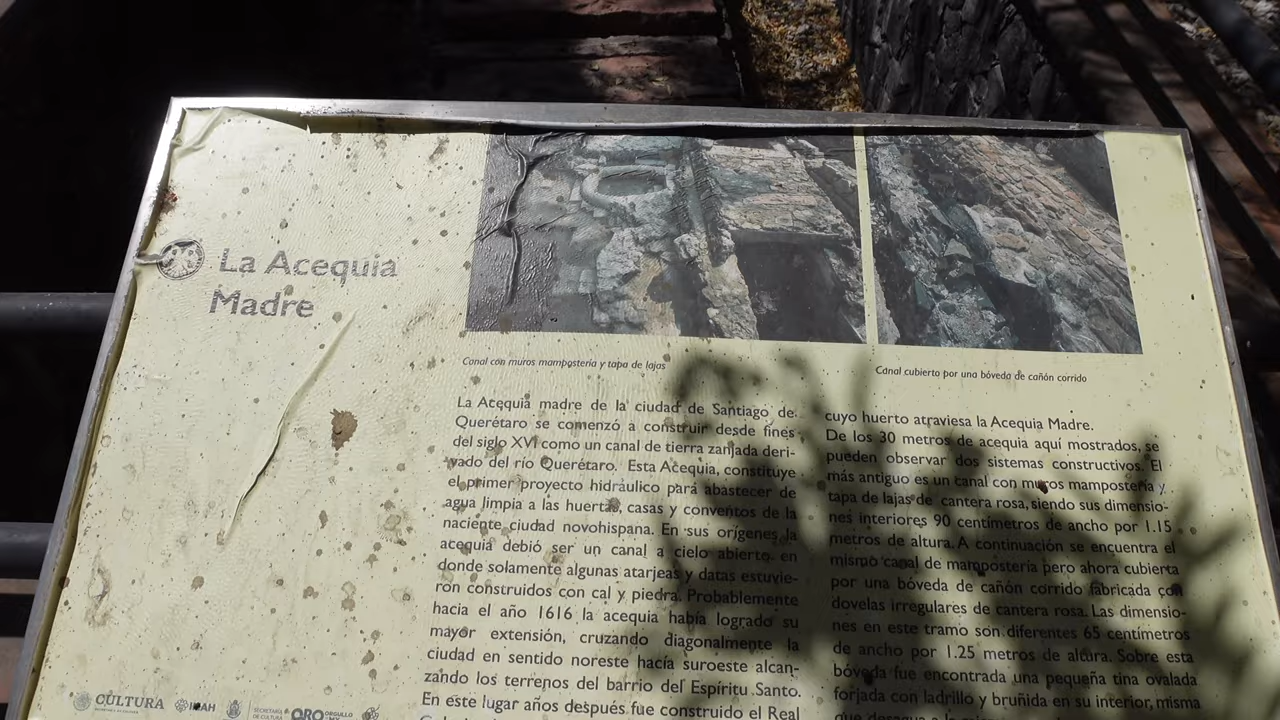 La Acequia
Madre
Canal con muros mampostería y tapa de lajas
Canal cubierto por una bóveda de cañón corrido
La Acequia madre de la ciudad de Santiago de
Querétaro se comenzó a construir desde fines
del siglo XVI como un canal de tierra zanjada deri-
vado del río Querétaro. Esta Acequia, constituye
el primer proyecto hidráulico para abastecer de
agua limpia a las huertas, casas y conventos de la
naciente ciudad novohispana. En sus orígenes la
acequia debió ser un canal a cielo abierto, en
donde solamente algunas atarjeas y datas estuvie-
ron construidos con cal y piedra. Probablemente
hacia el año 1616 la acequia había logrado su
mayor extensión, cruzando diagonalmente la
ciudad en sentido noreste hacía suroeste alcan-
zando los terrenos del barrio del Espíritu Santo.
En este lugar años después fue construido el Real
cuyo huerto atraviesa la Acequia Madre.
De los 30 metros de acequia aquí mostrados, se
pueden observar dos sistemas constructivos. El
más antiguo es un canal con muros mampostería y
tapa de lajas de cantera rosa, siendo sus dimensio-
nes interiores 90 centímetros de ancho por 1.15
metros de altura. A continuación se encuentra el
mismo canal de mampostería pero ahora cubierta
por una bóveda de cañón corrido fabricada con
dovelas irregulares de cantera rosa. Las dimensio-
nes en este tramo son diferentes 65 centímetros
de ancho por 1.25 metros de altura. Sobre esta
bóveda fue encontrada una pequeña tina ovalada
forjada con ladrillo y bruñida en su interior, misma
que desagua a la
CULTURA
INAH
SECRETARÍA
DE CULTURA
QRO
ORGULLO